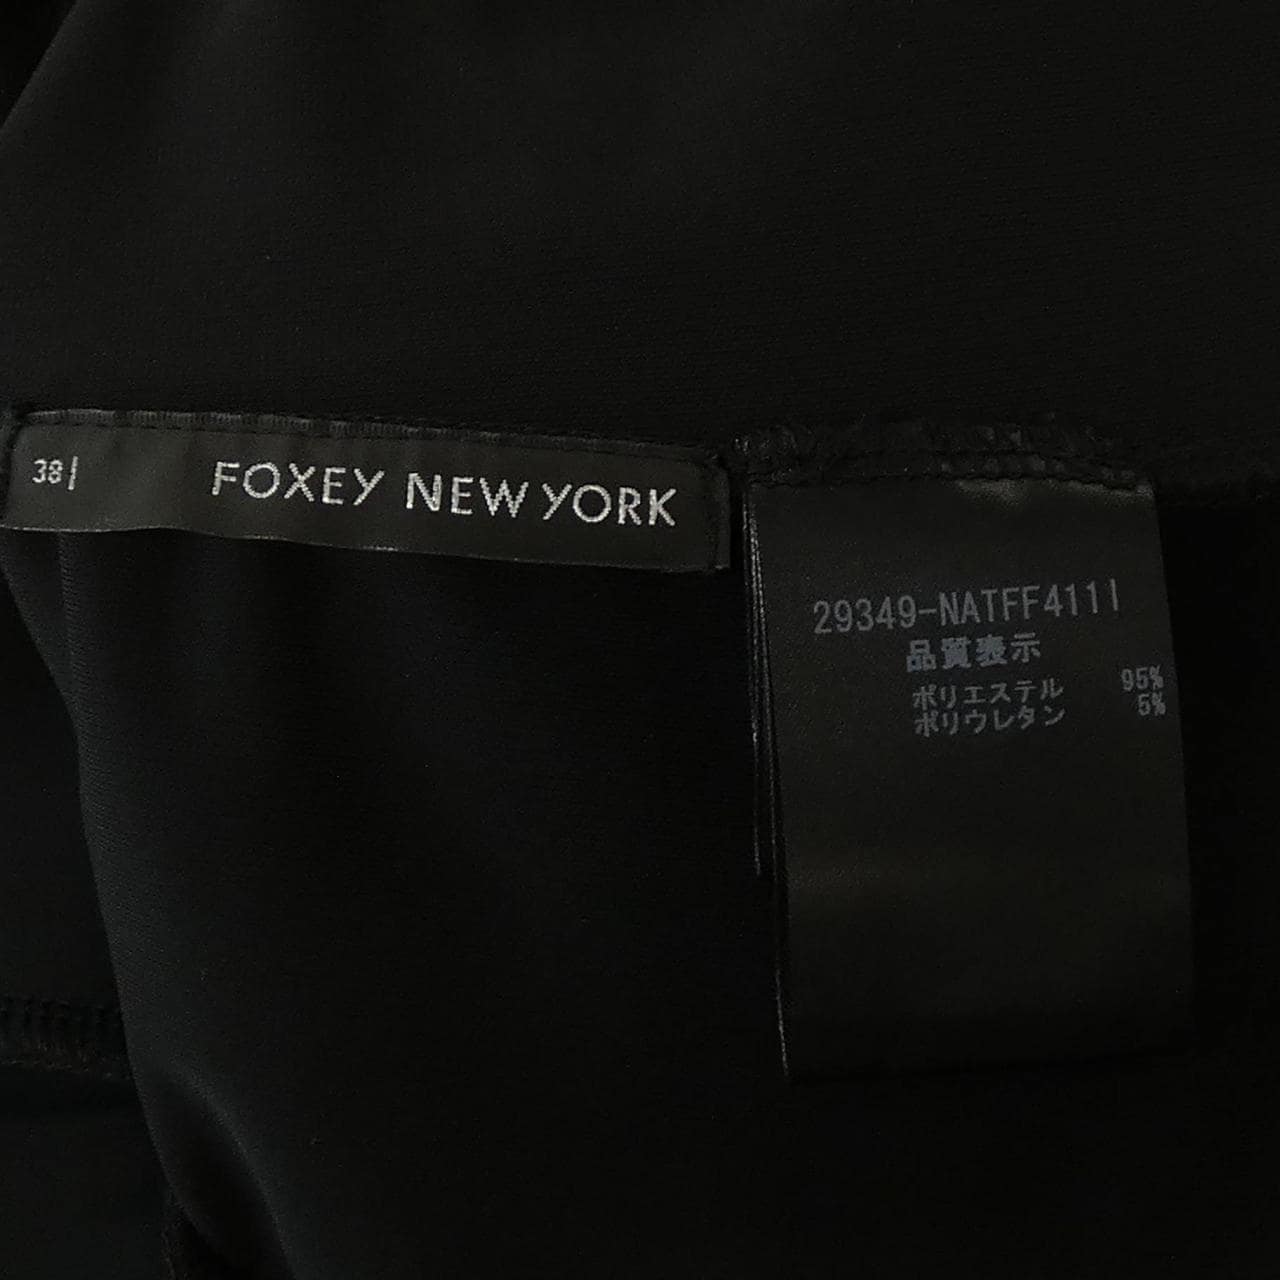 38|
FOXEY NEW YORK
29349-NATFF411I
品質表示
ポリエステル 95%
ポリウレタン 5%